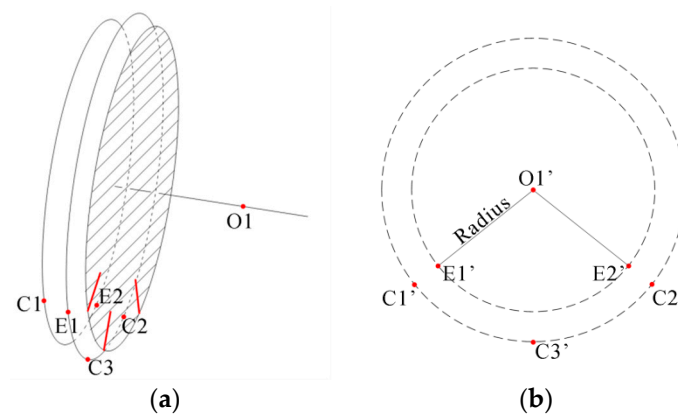 O1
C1
E1
E2
C2
C3
(a)
O1’
Radius
E1’
E2’
C1’
C2
C3’
(b)